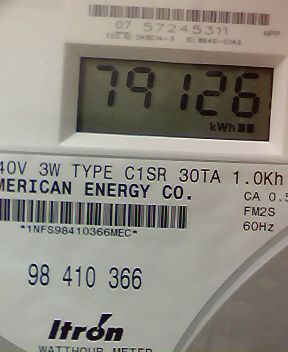 07 57245311 NPP
79126
kWh
40V 3W TYPE C1SR 30TA 1.0Kh
MERICAN ENERGY CO.
CA 0.5
*1NFS98410366MEC*
FM2S
60Hz
98 410 366
Itron
WATTHOUR METER